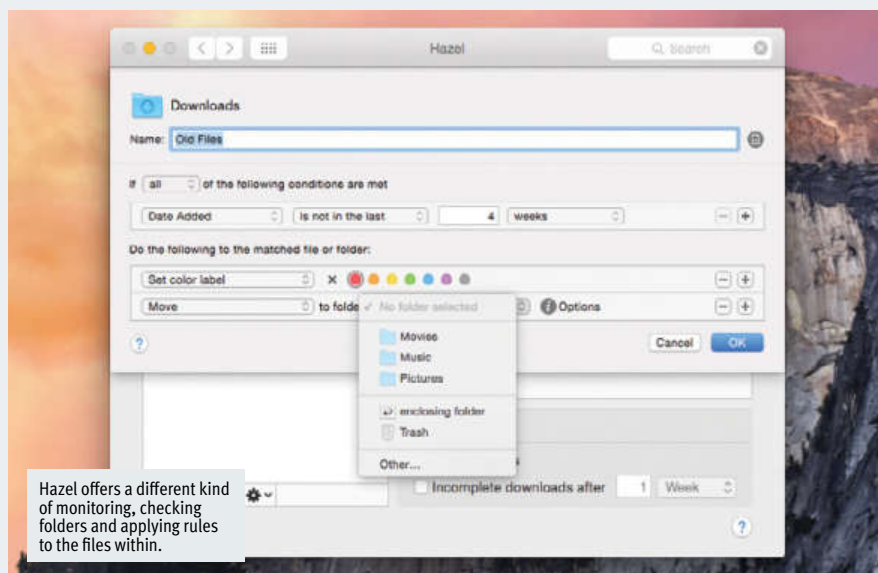 Hazel
Search
Downloads
Name: Old Files
If all of the following conditions are met
Date Added is not in the last 4 weeks
Do the following to the matched file or folder:
Set color label
Move to folde No folder selected Options
Movies
Music
Pictures
Cancel OK
enclosing folder
Trash
Other...
Incomplete downloads after 1 Week
Hazel offers a different kind
of monitoring, checking
folders and applying rules
to the files within.